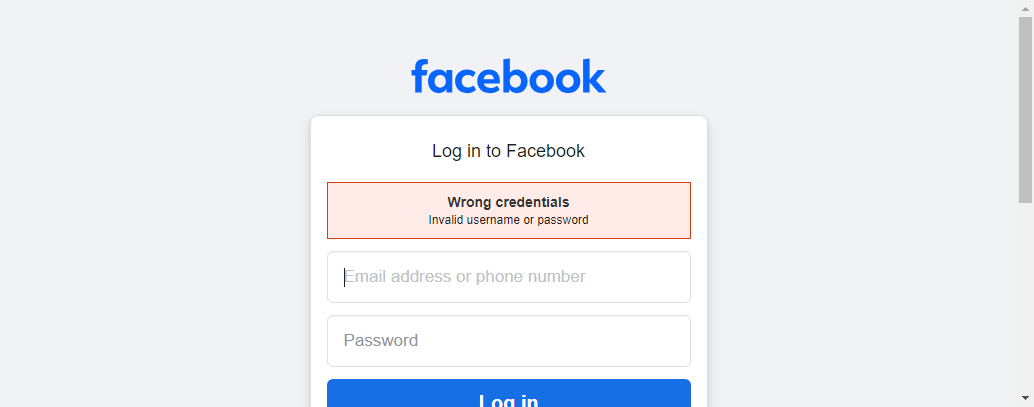 facebook
Log in to Facebook
Wrong credentials
Invalid username or password
Email address or phone number
Password
Log in